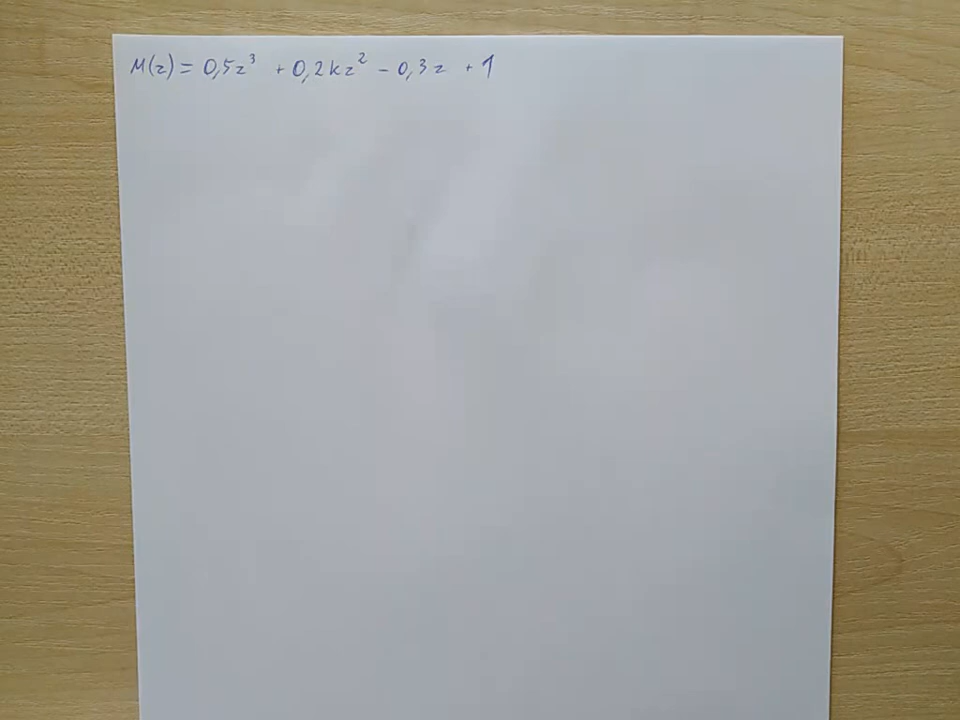 M(z) = 0,5z³ + 0,2kz² - 0,3z + 1